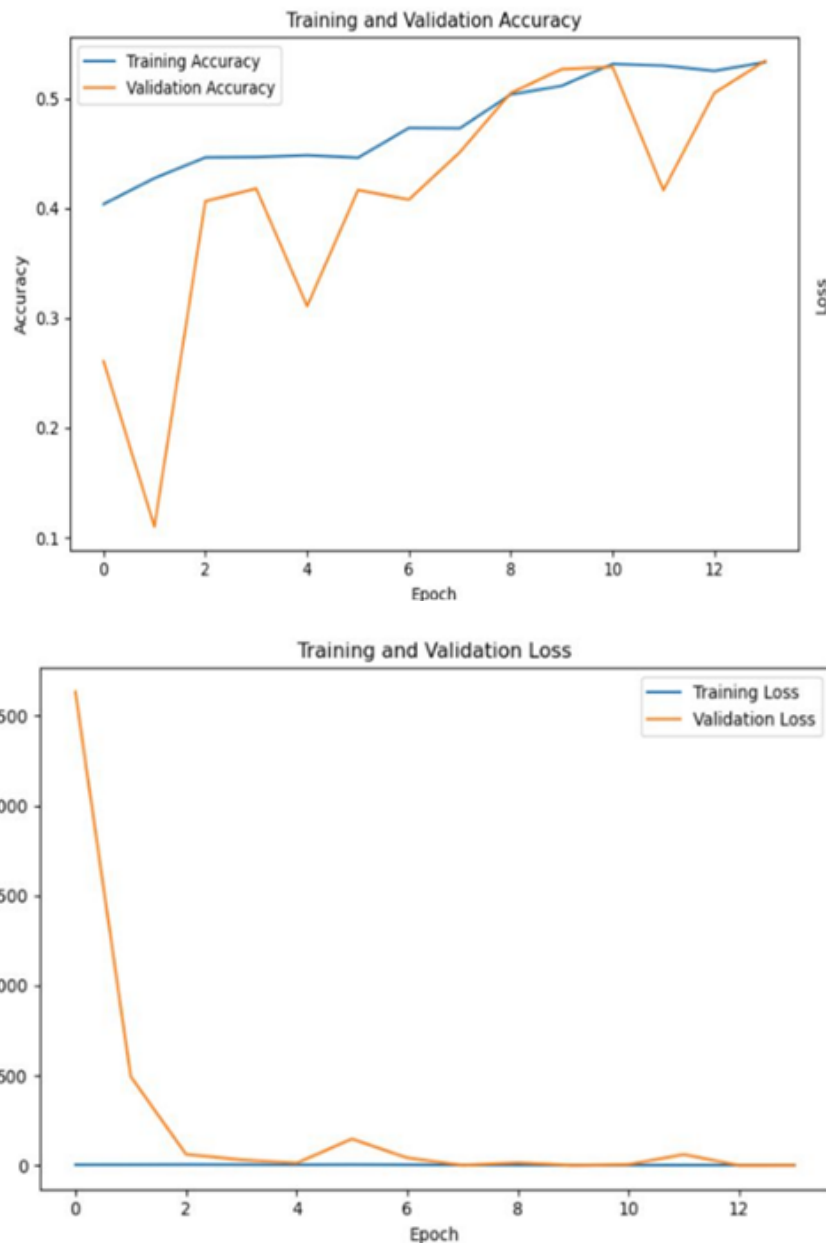 Training and Validation Accuracy
Training Accuracy
Validation Accuracy
0.5
0.4
0.3
0.2
0.1
Accuracy
0
2
4
6
8
10
12
Epoch
Loss
Training and Validation Loss
Training Loss
Validation Loss
500
000
500
000
500
0
0
2
4
6
8
10
12
Epoch